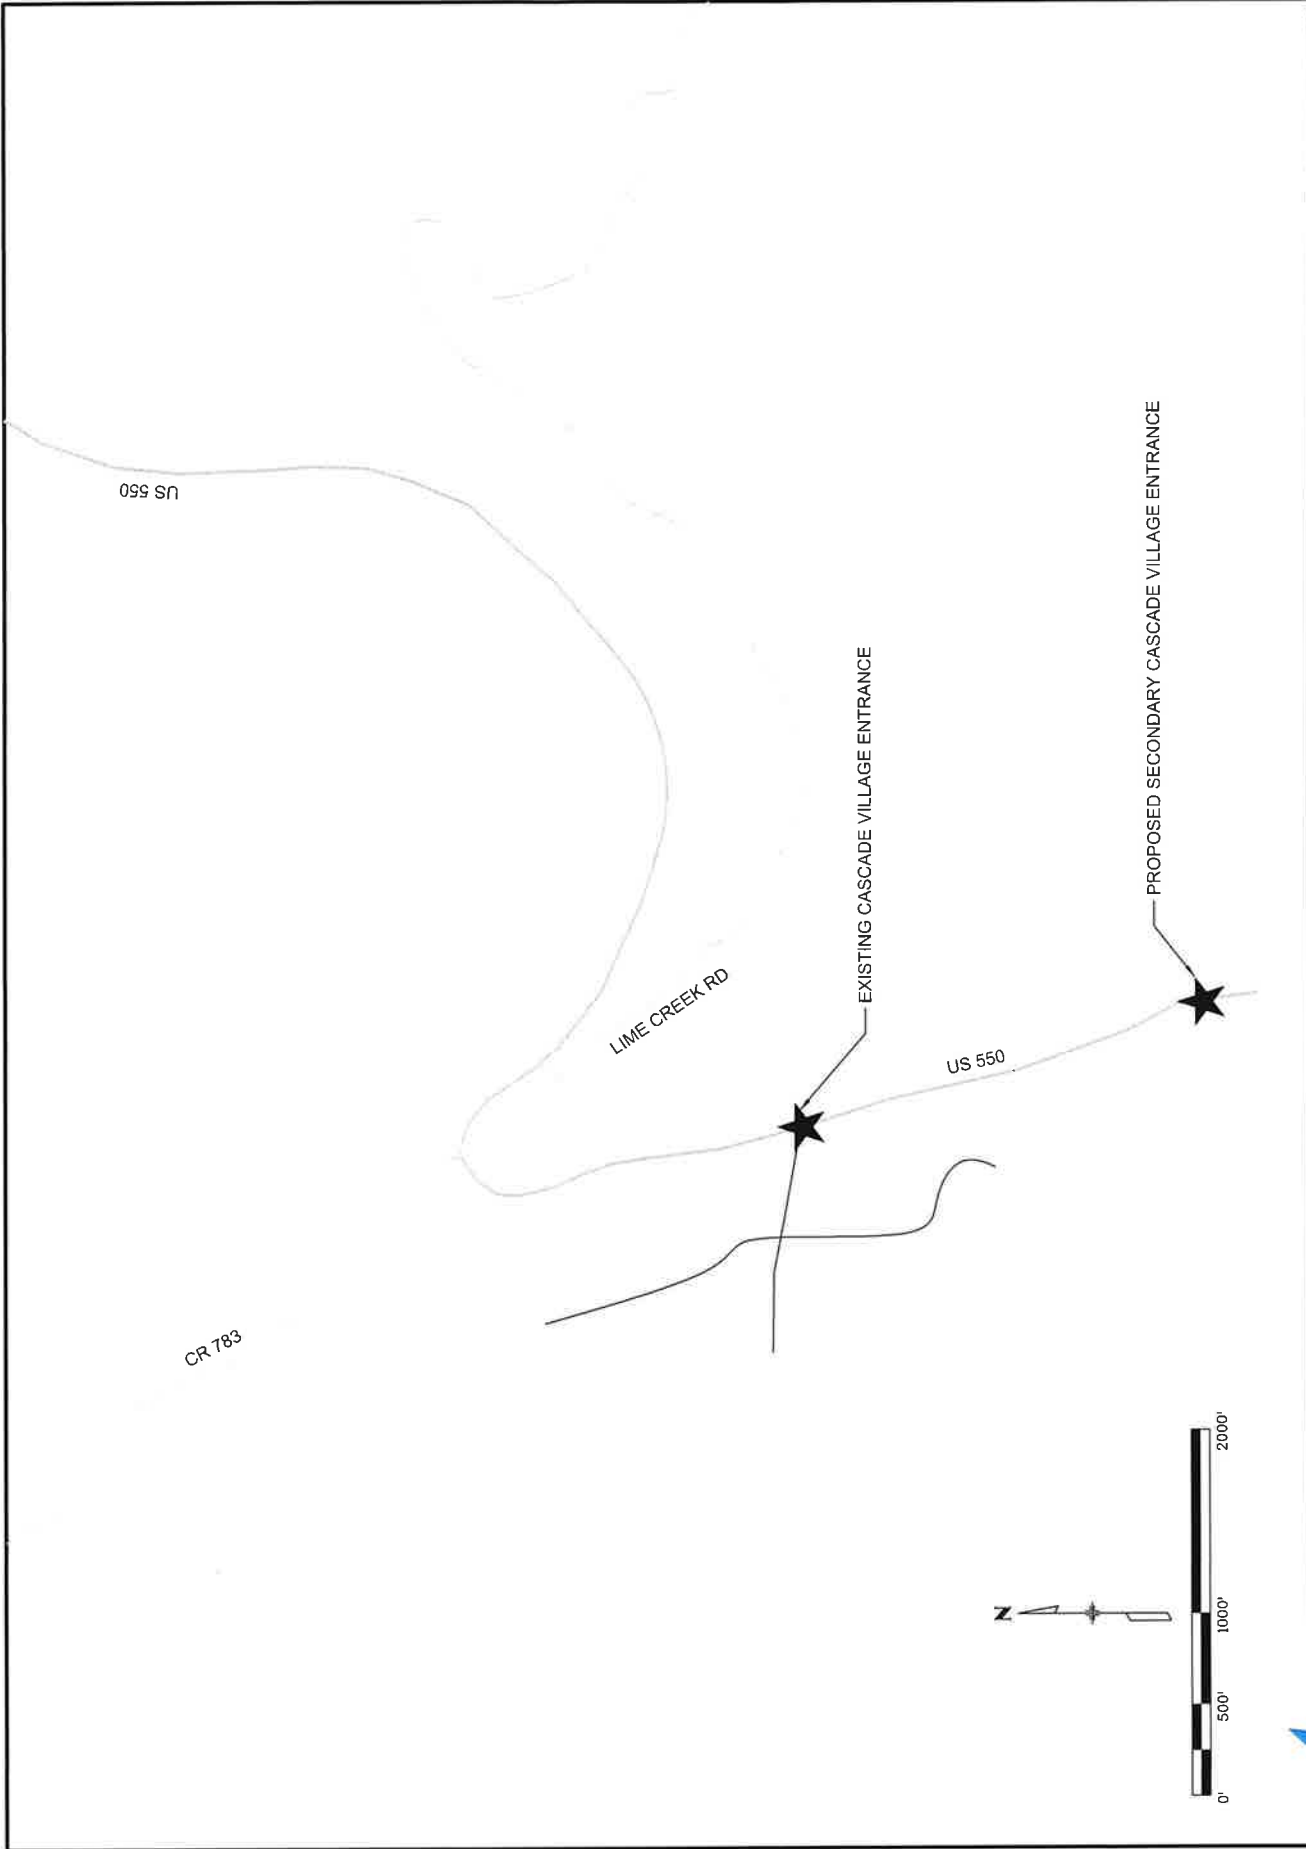 US 550
CR 783
LIME CREEK RD
EXISTING CASCADE VILLAGE ENTRANCE
US 550
PROPOSED SECONDARY CASCADE VILLAGE ENTRANCE
N
0' 500' 1000' 2000'